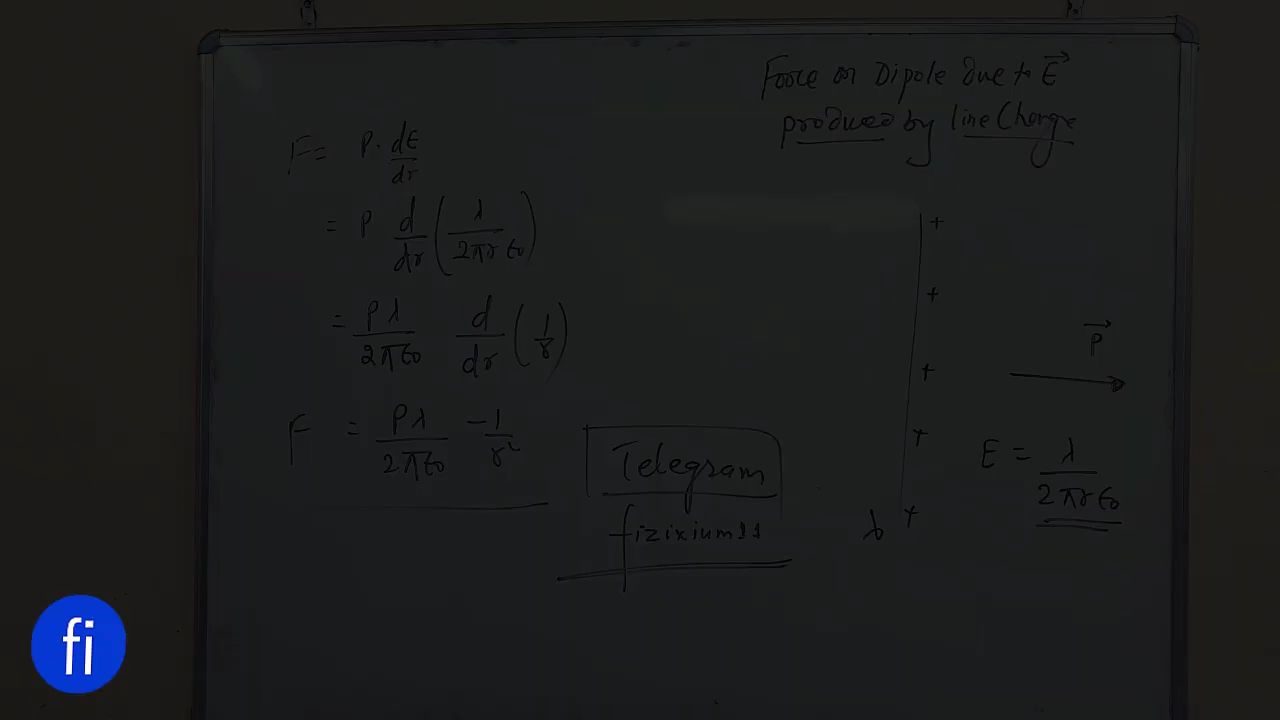 Force on Dipole due to E⃗
produced by line Charge
F = P · dE/dr
= P d/dr (λ/2πrε₀)
= Pλ/2πε₀ d/dr (1/r)
F = Pλ/2πε₀ -1/r²
Telegram
fizixium11
+
+
+
+
+
λ
P⃗
E = λ/2πrε₀
fi